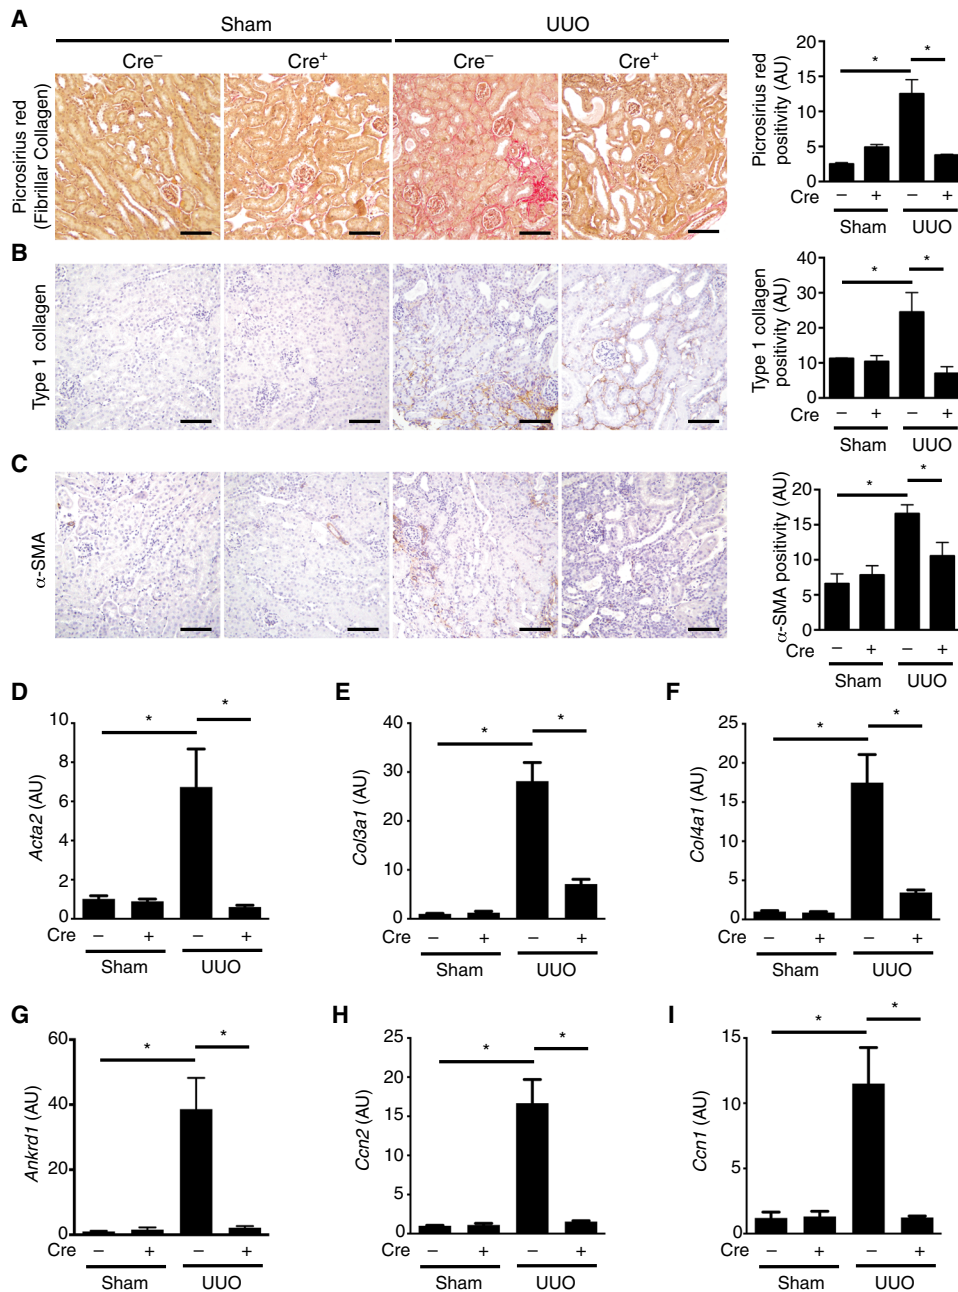 A
Sham
UUO
Cre–
Cre+
Cre–
Cre+
Picrosirius red
(Fibrillar Collagen)
Picrosirius red
positivity (AU)
20
15
10
5
0
Cre
–
+
–
+
Sham
UUO
B
Type 1 collagen
Type 1 collagen
positivity (AU)
40
30
20
10
0
*
*
*
*
Cre
–
+
–
+
Sham
UUO
C
α-SMA
α-SMA positivity (AU)
20
15
10
5
0
*
*
Cre
–
+
–
+
Sham
UUO
D
Acta2 (AU)
10
8
6
4
2
0
*
*
Cre
–
+
–
+
Sham
UUO
E
Col3a1 (AU)
40
30
20
10
0
*
*
Cre
–
+
–
+
Sham
UUO
F
Col4a1 (AU)
25
20
15
10
5
0
*
*
Cre
–
+
–
+
Sham
UUO
G
Ankrd1 (AU)
60
40
20
0
*
*
Cre
–
+
–
+
Sham
UUO
H
Ccn2 (AU)
25
20
15
10
5
0
*
*
Cre
–
+
–
+
Sham
UUO
I
Ccn1 (AU)
15
10
5
0
*
*
Cre
–
+
–
+
Sham
UUO